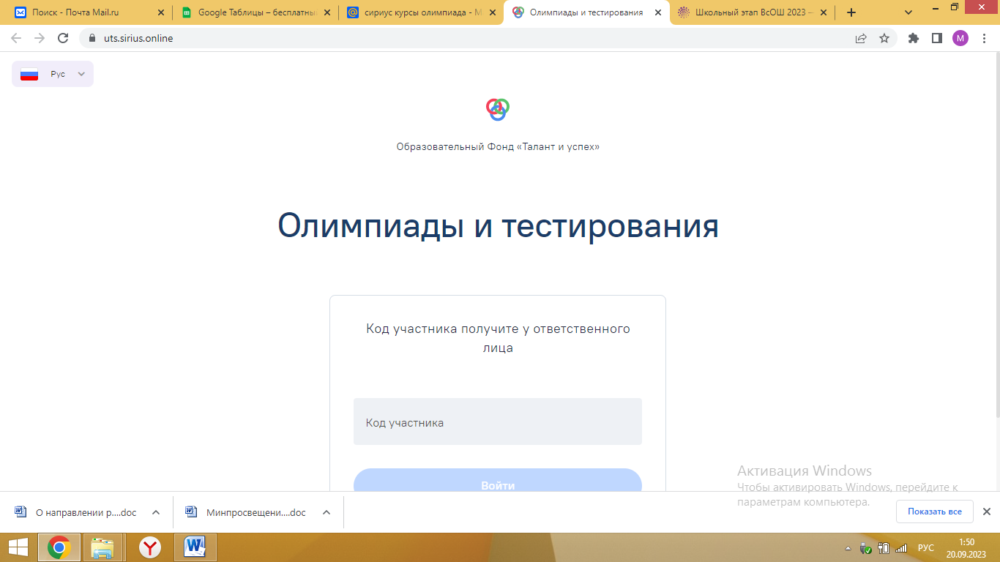 Поиск - Почта Mail.ru
Google Таблицы – бесплатны
сириус курсы олимпиада - М
Олимпиады и тестирования
Школьный этап ВсОШ 2023 –
uts.sirius.online
М
Рус
Образовательный Фонд «Талант и успех»
Олимпиады и тестирования
Код участника получите у ответственного
лица
Код участника
Войти
Активация Windows
Чтобы активировать Windows, перейдите к
параметрам компьютера.
О направлении р....doc
Минпросвещени....doc
Показать все
РУС
1:50
20.09.2023